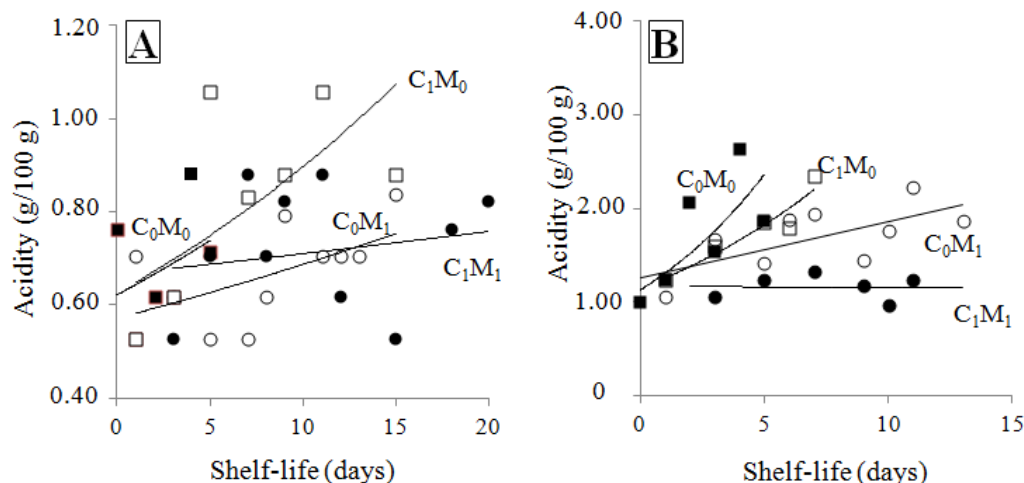 A
Acidity (g/100 g)
1.20
1.00
0.80
0.60
0.40
0
5
10
15
20
C₁M₀
C₀M₀
C₀M₁
C₁M₁
Shelf-life (days)
B
Acidity (g/100 g)
4.00
3.00
2.00
1.00
0
0
5
10
15
C₀M₀
C₁M₀
C₀M₁
C₁M₁
Shelf-life (days)